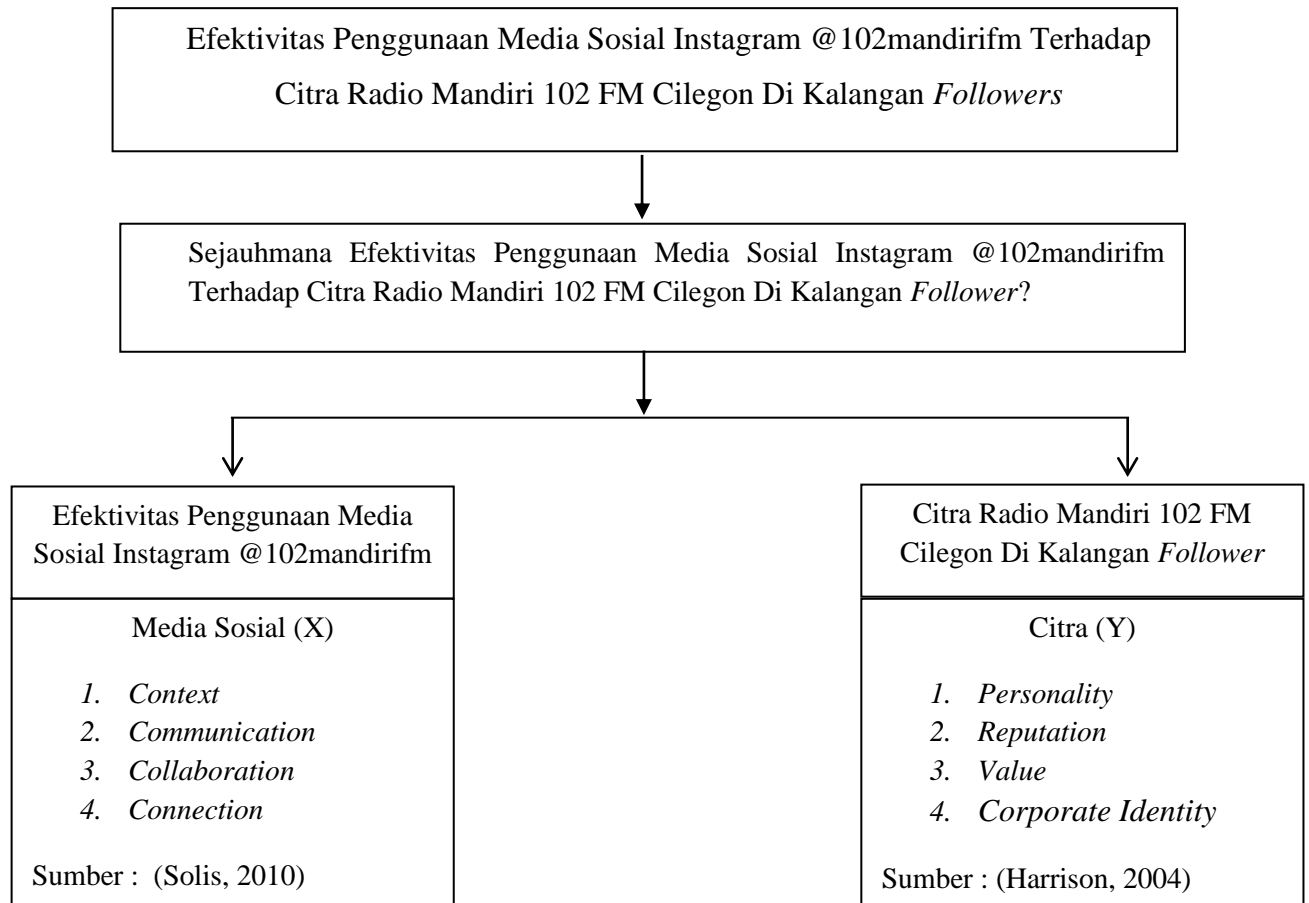 Efektivitas Penggunaan Media Sosial Instagram @102mandirifm Terhadap
Citra Radio Mandiri 102 FM Cilegon Di Kalangan Followers
Sejauhmana Efektivitas Penggunaan Media Sosial Instagram @102mandirifm
Terhadap Citra Radio Mandiri 102 FM Cilegon Di Kalangan Follower?
Efektivitas Penggunaan Media
Sosial Instagram @102mandirifm
Media Sosial (X)
1. Context
2. Communication
3. Collaboration
4. Connection
Sumber : (Solis, 2010)
Citra Radio Mandiri 102 FM
Cilegon Di Kalangan Follower
Citra (Y)
1. Personality
2. Reputation
3. Value
4. Corporate Identity
Sumber : (Harrison, 2004)